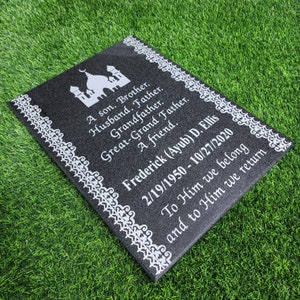 A son, Brother,
Husband, Father,
Grandfather,
Great Grand Father,
A friend.
Frederick (Ayub) D. Ellis
2/19/1950 - 10/27/2020
To Him we belong
and to Him we return